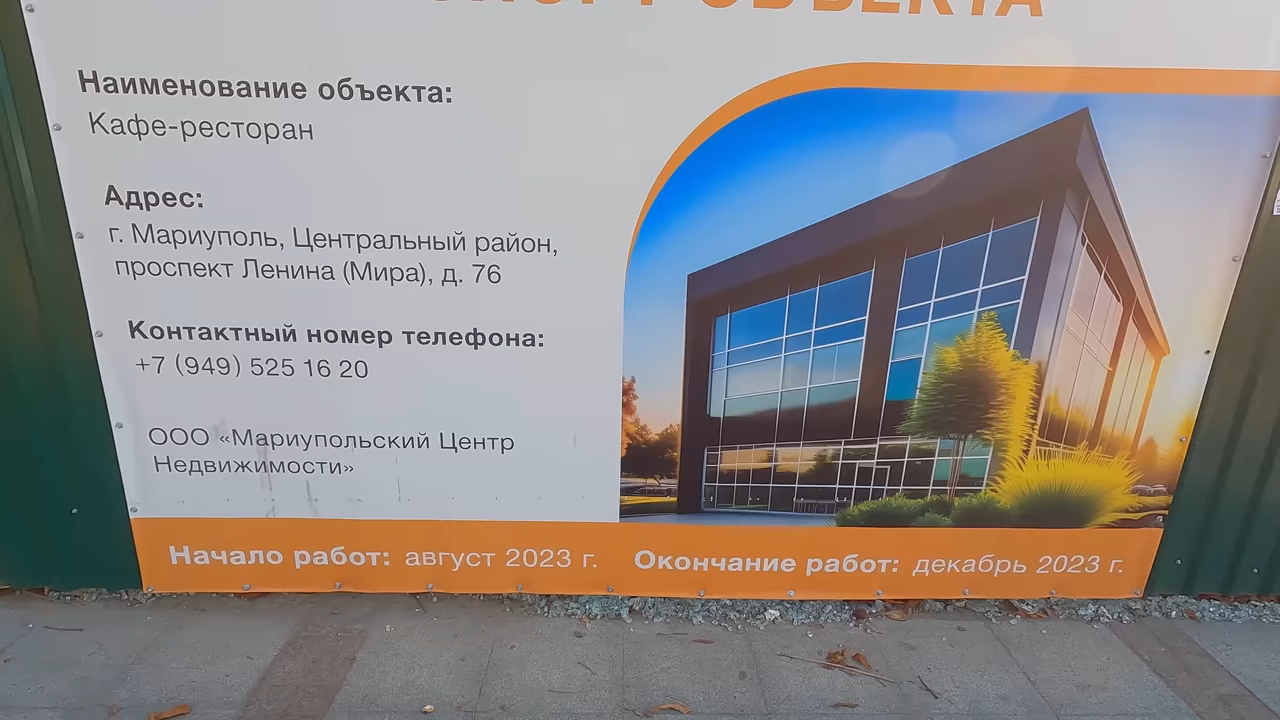 ОБЪЕКТА
Наименование объекта:
Кафе-ресторан
Адрес:
г. Мариуполь, Центральный район,
проспект Ленина (Мира), д. 76
Контактный номер телефона:
+7 (949) 525 16 20
ООО «Мариупольский Центр
Недвижимости»
Начало работ: август 2023 г. Окончание работ: декабрь 2023 г.